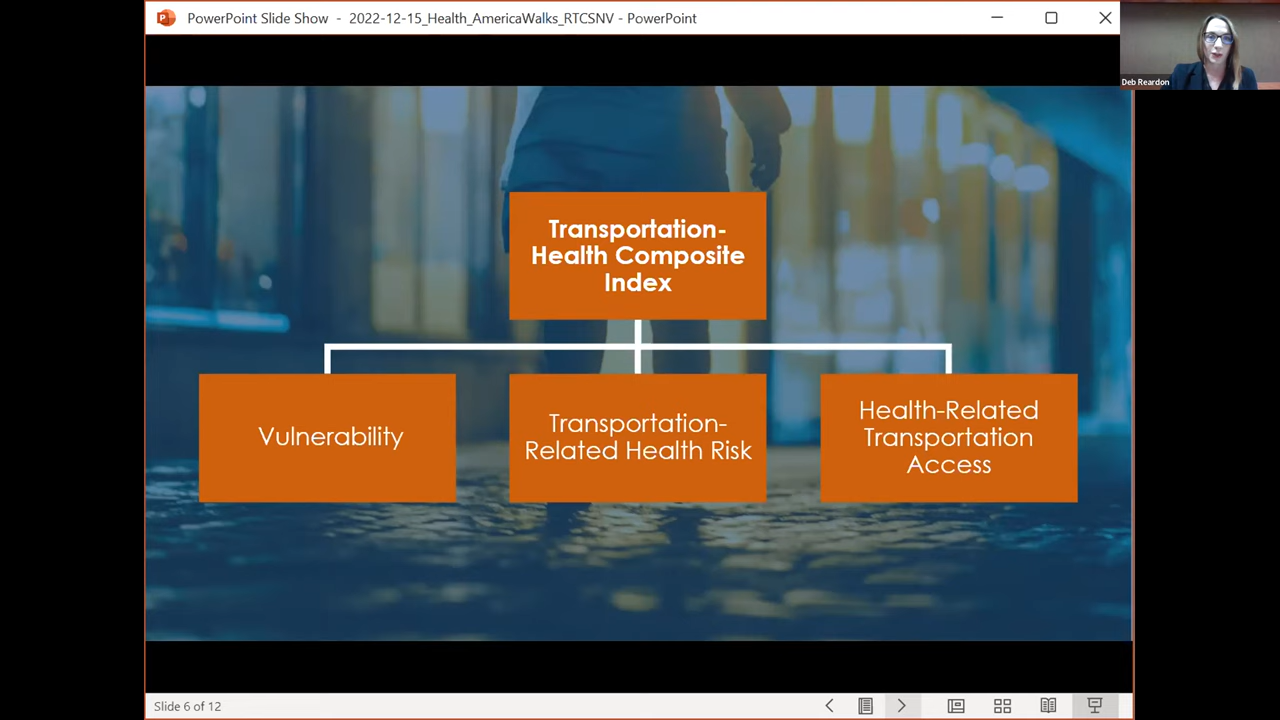 PowerPoint Slide Show - 2022-12-15_Health_AmericaWalks_RTCSNV - PowerPoint
Deb Reardon
Transportation-
Health Composite
Index
Vulnerability
Transportation-
Related Health Risk
Health-Related
Transportation
Access
Slide 6 of 12